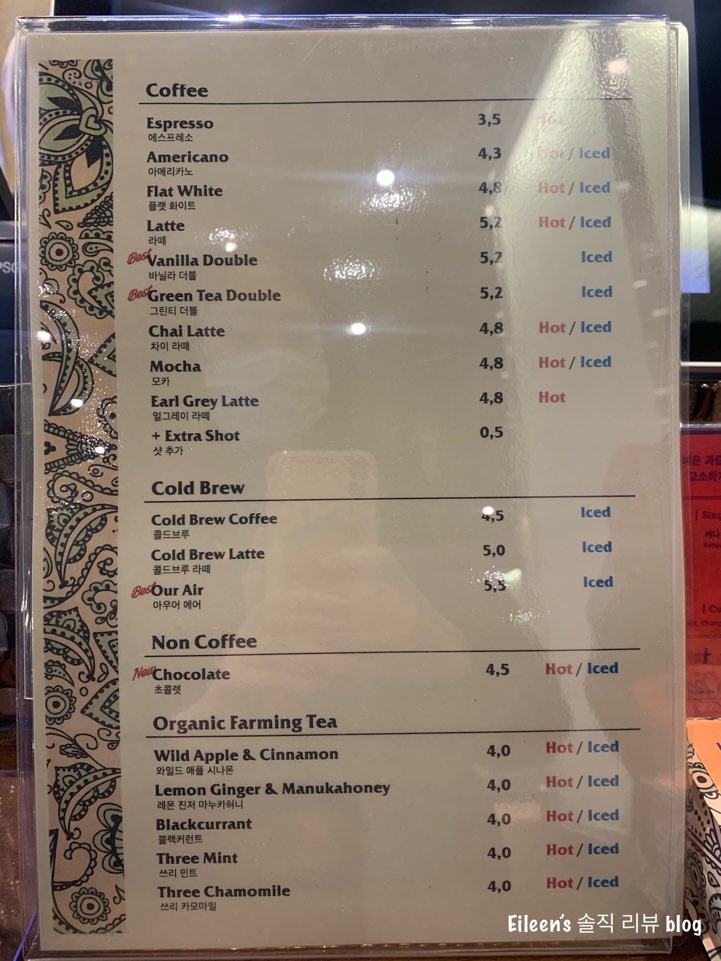 Coffee
Espresso 3,5 Hot
에스프레소
Americano 4,3 Hot / Iced
아메리카노
Flat White 4,8 Hot / Iced
플랫 화이트
Latte 5,2 Hot / Iced
라떼
Best Vanilla Double 5,2 Iced
바닐라 더블
Best Green Tea Double 5,2 Iced
그린티 더블
Chai Latte 4,8 Hot / Iced
차이 라떼
Mocha 4,8 Hot / Iced
모카
Earl Grey Latte 4,8 Hot
얼그레이 라떼
+ Extra Shot 0,5
샷 추가
Cold Brew
Cold Brew Coffee 4,5 Iced
콜드브루
Cold Brew Latte 5,0 Iced
콜드브루 라떼
Best Our Air 5,5 Iced
아우어 에어
Non Coffee
New Chocolate 4,5 Hot / Iced
초콜렛
Organic Farming Tea
Wild Apple & Cinnamon 4,0 Hot / Iced
와일드 애플 시나몬
Lemon Ginger & Manukahoney 4,0 Hot / Iced
레몬 진저 마누카허니
Blackcurrant 4,0 Hot / Iced
블랙커런트
Three Mint 4,0 Hot / Iced
쓰리 민트
Three Chamomile 4,0 Hot / Iced
쓰리 카모마일
Eileen's 솔직 리뷰 blog